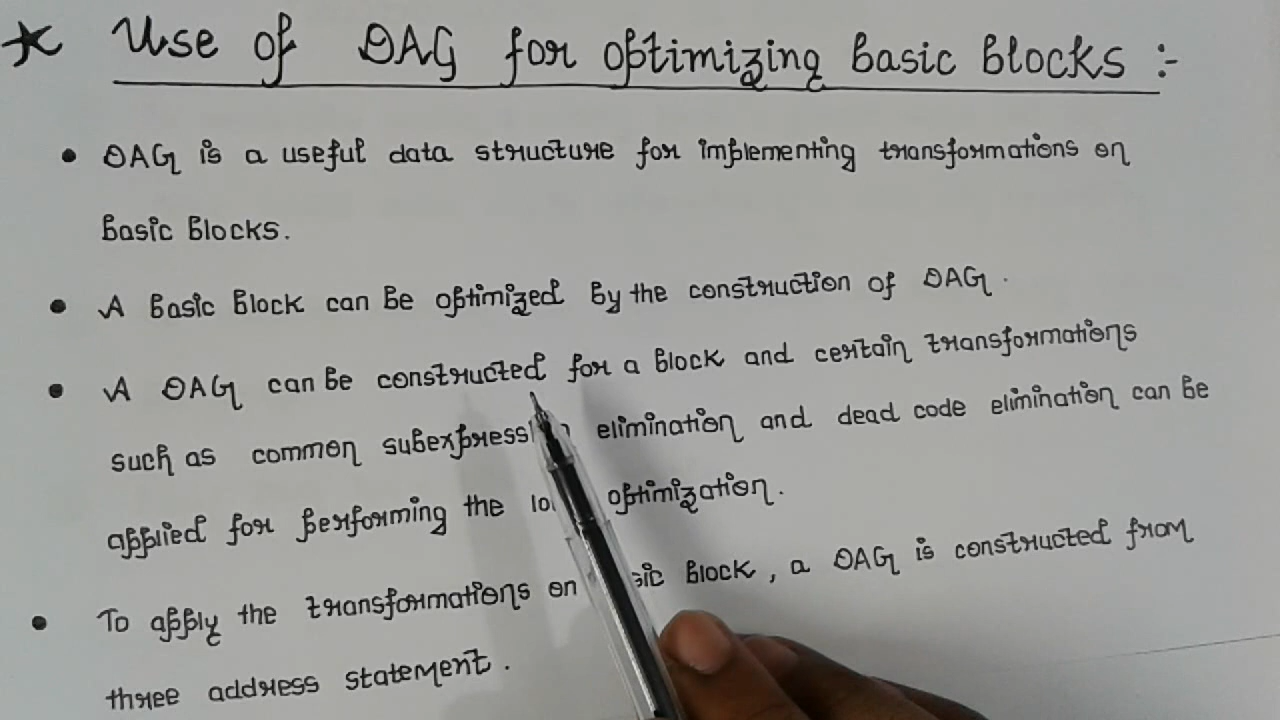 ★ Use of DAG for optimizing basic blocks :-
• DAG is a useful data structure for implementing transformations on
basic blocks.
• A basic block can be optimized by the construction of DAG.
• A DAG can be constructed for a block and certain transformations
such as common subexpression elimination and dead code elimination can be
applied for performing the local optimization.
• To apply the transformations on basic block, a DAG is constructed from
three address statement.